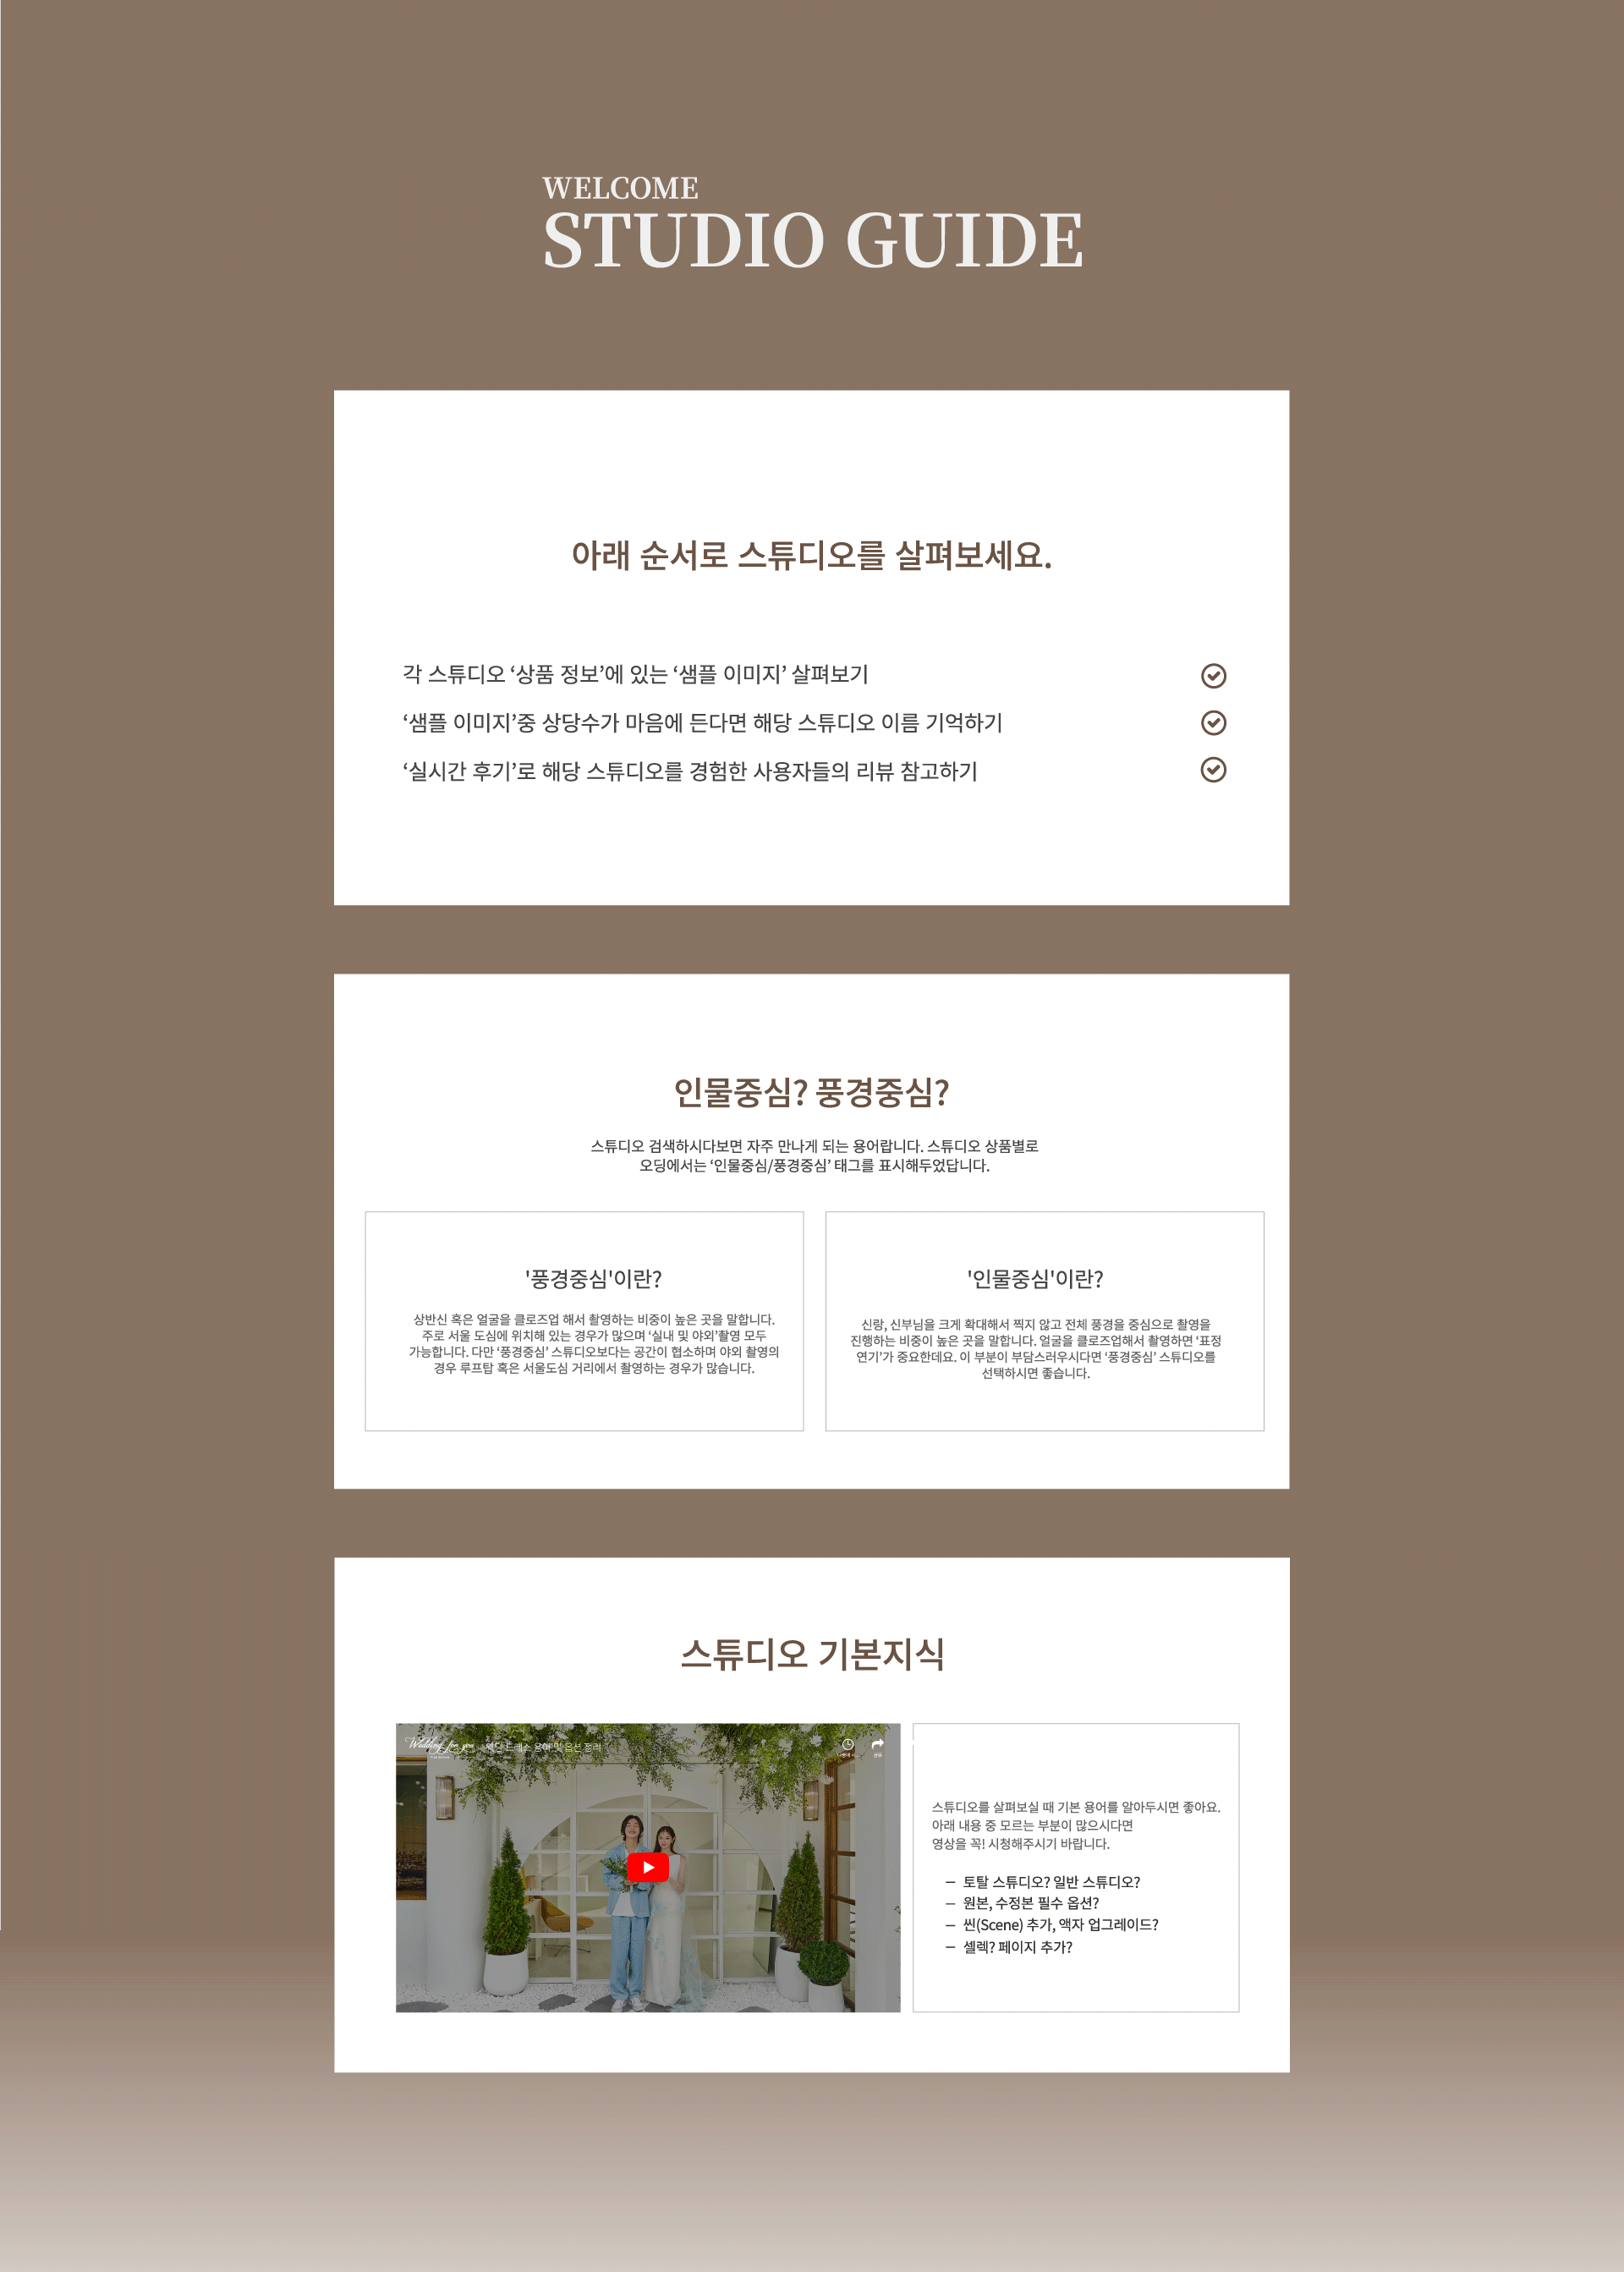 WELCOME
STUDIO GUIDE
아래 순서로 스튜디오를 살펴보세요.
각 스튜디오 ‘상품 정보’에 있는 ‘샘플 이미지’ 살펴보기
‘샘플 이미지’중 상당수가 마음에 든다면 해당 스튜디오 이름 기억하기
‘실시간 후기’로 해당 스튜디오를 경험한 사용자들의 리뷰 참고하기
인물중심? 풍경중심?
스튜디오 검색하시다보면 자주 만나게 되는 용어랍니다. 스튜디오 상품별로
오딩에서는 ‘인물중심/풍경중심’ 태그를 표시해두었답니다.
'풍경중심'이란?
상반신 혹은 얼굴을 클로즈업 해서 촬영하는 비중이 높은 곳을 말합니다.
주로 서울 도심에 위치해 있는 경우가 많으며 ‘실내 및 야외’촬영 모두
가능합니다. 다만 ‘풍경중심’ 스튜디오보다는 공간이 협소하며 야외 촬영의
경우 루프탑 혹은 서울도심 거리에서 촬영하는 경우가 많습니다.
'인물중심'이란?
신랑, 신부님을 크게 확대해서 찍지 않고 전체 풍경을 중심으로 촬영을
진행하는 비중이 높은 곳을 말합니다. 얼굴을 클로즈업해서 촬영하면 ‘표정
연기’가 중요한데요. 이 부분이 부담스러우시다면 ‘풍경중심’ 스튜디오를
선택하시면 좋습니다.
스튜디오 기본지식
Wedding for you
용어 및 옵션 정리
공유
스튜디오를 살펴보실 때 기본 용어를 알아두시면 좋아요.
아래 내용 중 모르는 부분이 많으시다면
영상을 꼭! 시청해주시기 바랍니다.
– 토탈 스튜디오? 일반 스튜디오?
– 원본, 수정본 필수 옵션?
– 씬(Scene) 추가, 액자 업그레이드?
– 셀렉? 페이지 추가?